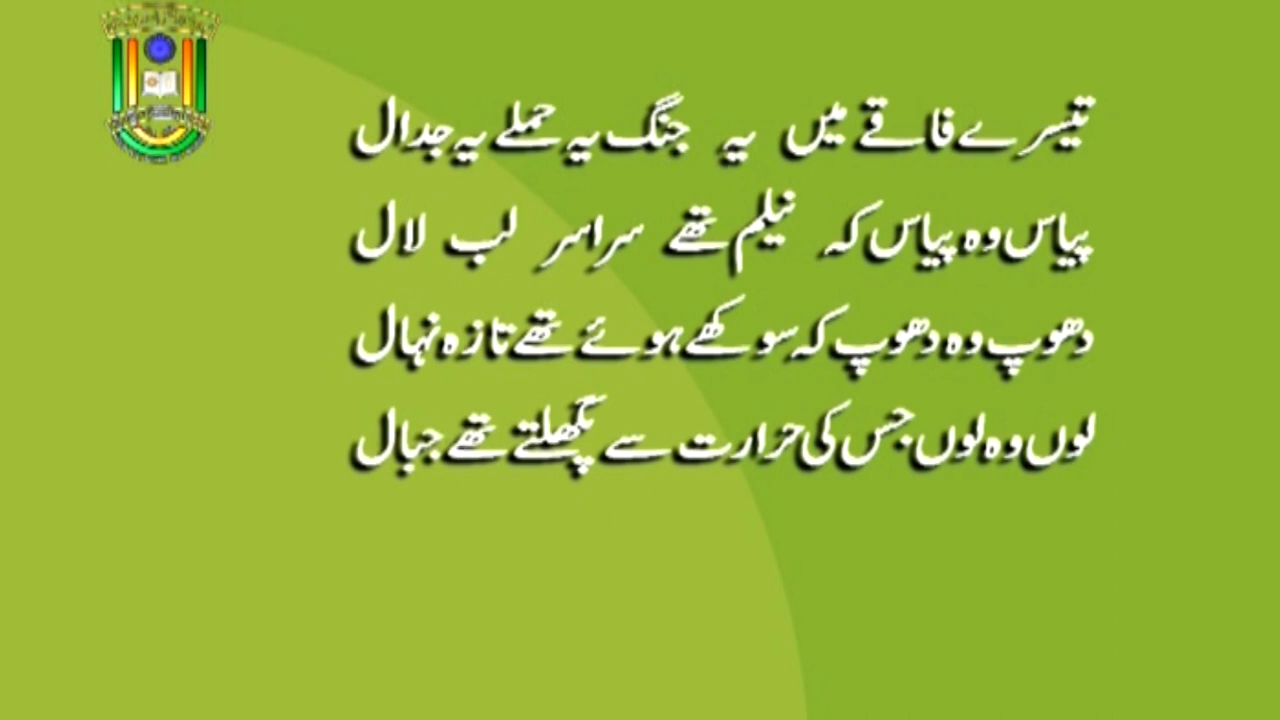 تیسرے فاقے میں یہ جنگ یہ حملے یہ جدال
پیاس وہ پیاس کہ نیلم تھے سراسر لب لال
دھوپ وہ دھوپ کہ سوکھے ہوئے تھے تازہ نہال
لوں وہ لوں جس کی حرارت سے پگھلتے تھے جبال